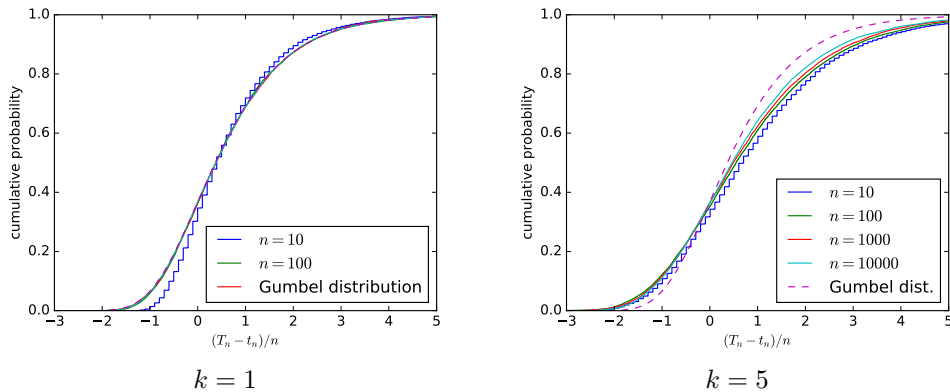 1.0
0.8
0.6
0.4
0.2
0.0
cumulative probability
n = 10
n = 100
Gumbel distribution
−3 −2 −1 0 1 2 3 4 5
(T_n − t_n)/n
k = 1
1.0
0.8
0.6
0.4
0.2
0.0
cumulative probability
n = 10
n = 100
n = 1000
n = 10000
Gumbel dist.
−3 −2 −1 0 1 2 3 4 5
(T_n − t_n)/n
k = 5